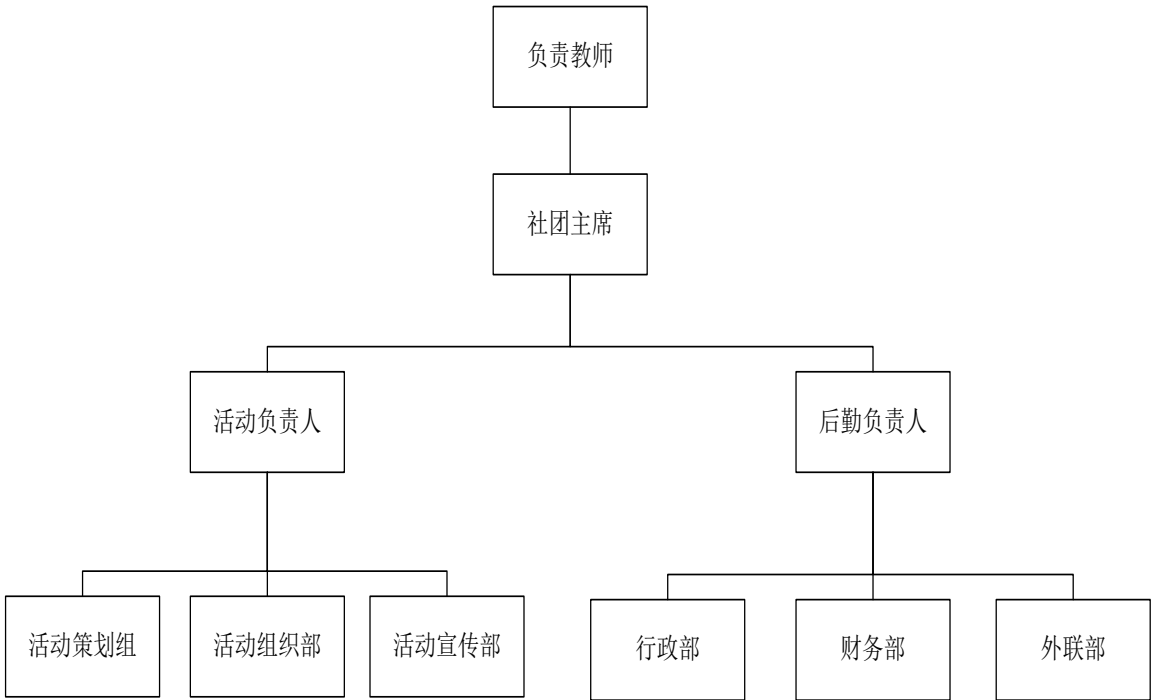 负责教师
社团主席
活动负责人
后勤负责人
活动策划组
活动组织部
活动宣传部
行政部
财务部
外联部